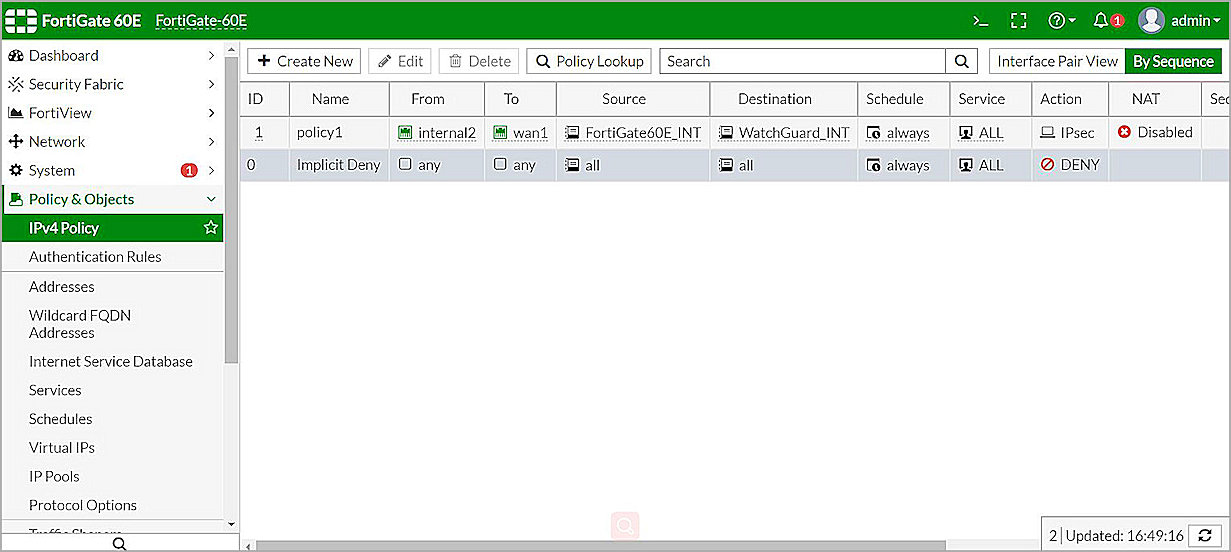 FortiGate 60E FortiGate-60E >_ 1 admin
Dashboard
Security Fabric
FortiView
Network
System 1
Policy & Objects
IPv4 Policy
Authentication Rules
Addresses
Wildcard FQDN
Addresses
Internet Service Database
Services
Schedules
Virtual IPs
IP Pools
Protocol Options
Traffic Shapers
+ Create New Edit Delete Policy Lookup Search Interface Pair View By Sequence
ID Name From To Source Destination Schedule Service Action NAT Sec
1 policy1 internal2 wan1 FortiGate60E_INT WatchGuard_INT always ALL IPsec Disabled
0 Implicit Deny any any all all always ALL DENY
2 Updated: 16:49:16